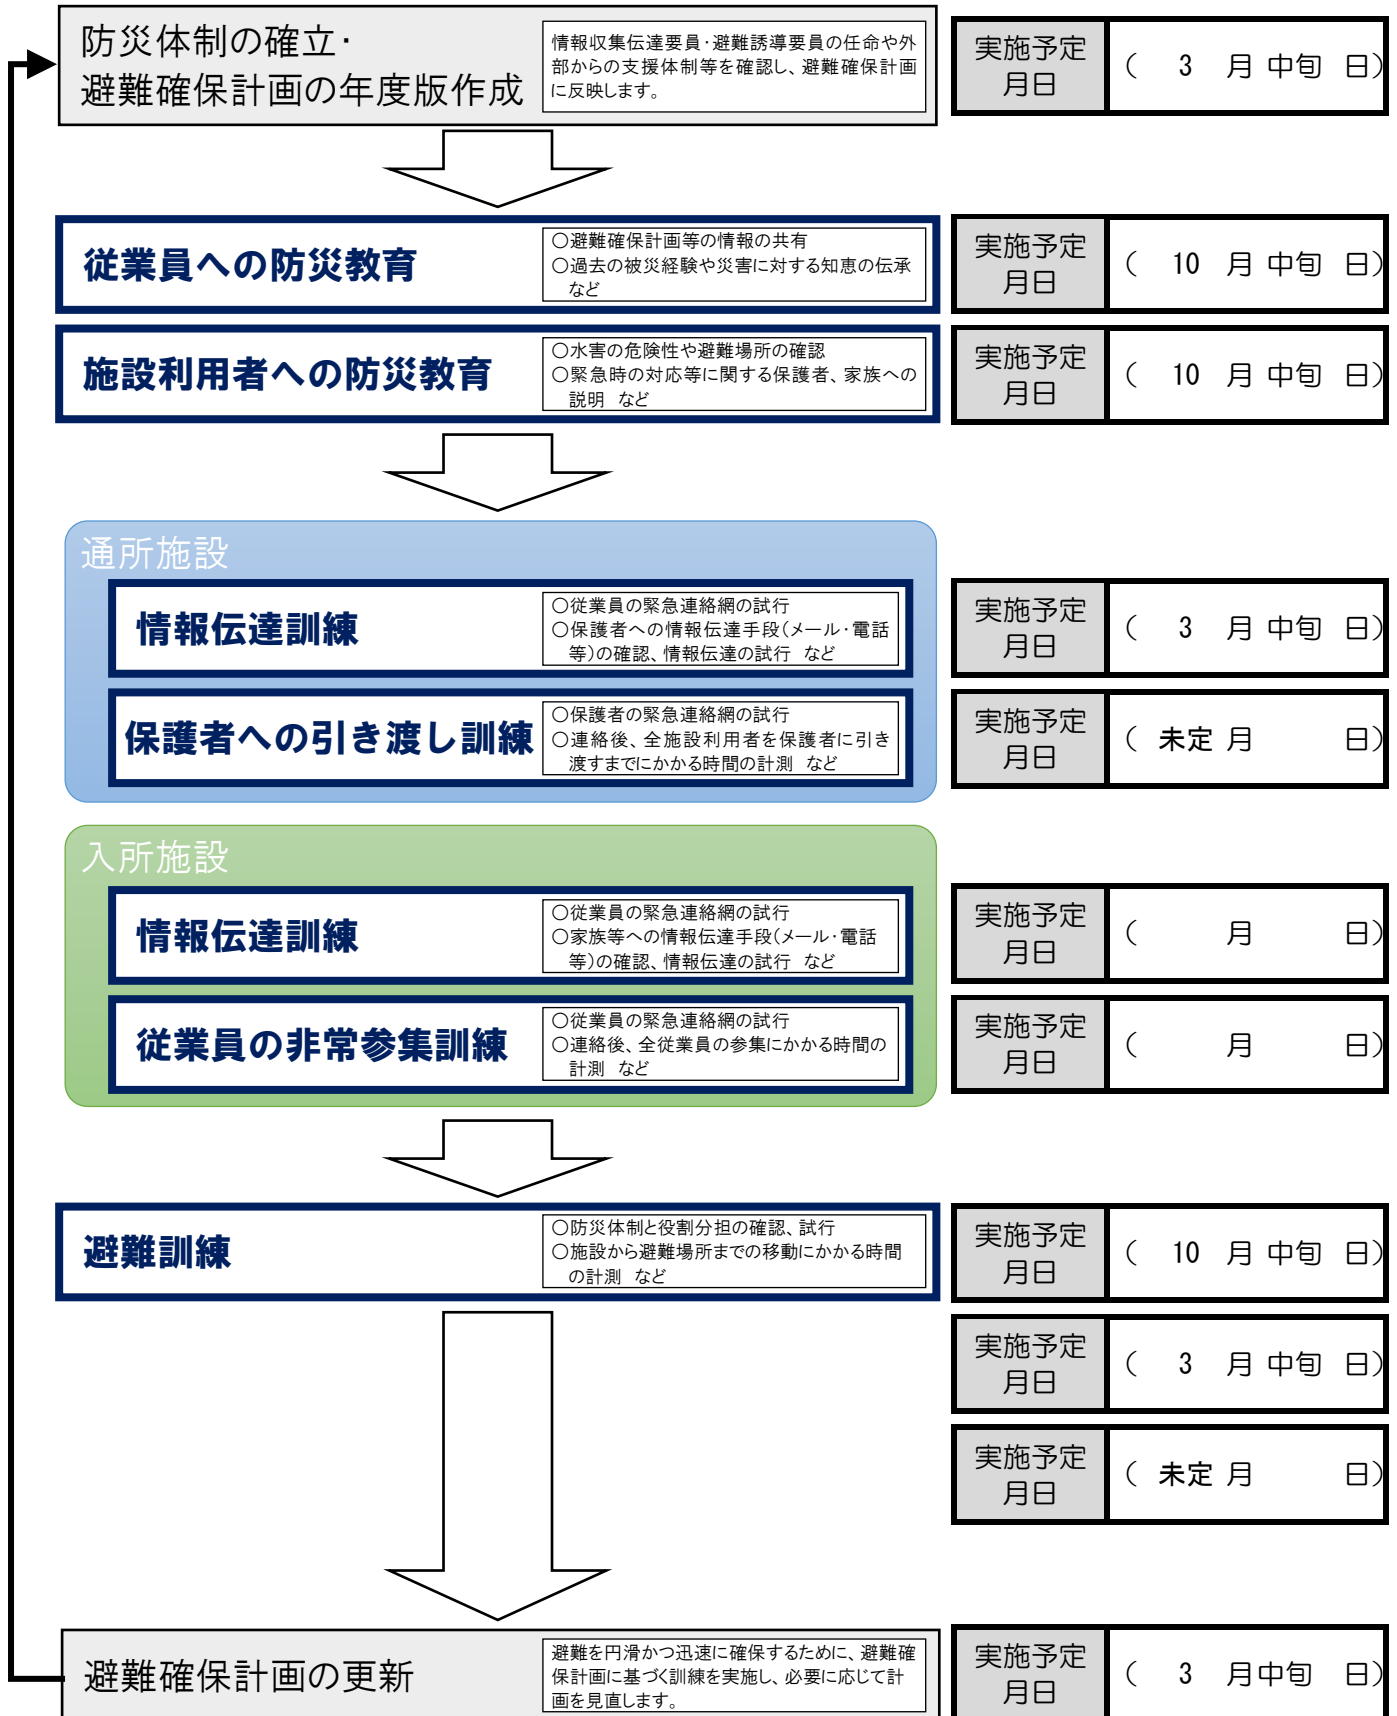 防災体制の確立・
避難確保計画の年度版作成
情報収集伝達要員・避難誘導要員の任命や外
部からの支援体制等を確認し、避難確保計画
に反映します。
実施予定
月日
( 3 月 中旬 日)
従業員への防災教育
〇避難確保計画等の情報の共有
〇過去の被災経験や災害に対する知恵の伝承
など
実施予定
月日
( 10 月 中旬 日)
施設利用者への防災教育
〇水害の危険性や避難場所の確認
〇緊急時の対応等に関する保護者、家族への
説明 など
実施予定
月日
( 10 月 中旬 日)
通所施設
情報伝達訓練
〇従業員の緊急連絡網の試行
〇保護者への情報伝達手段(メール・電話
等)の確認、情報伝達の試行 など
実施予定
月日
( 3 月 中旬 日)
保護者への引き渡し訓練
〇保護者の緊急連絡網の試行
〇連絡後、全施設利用者を保護者に引き
渡すまでにかかる時間の計測 など
実施予定
月日
( 未定 月 日)
入所施設
情報伝達訓練
〇従業員の緊急連絡網の試行
〇家族等への情報伝達手段(メール・電話
等)の確認、情報伝達の試行 など
実施予定
月日
( 月 日)
従業員の非常参集訓練
〇従業員の緊急連絡網の試行
〇連絡後、全従業員の参集にかかる時間の
計測 など
実施予定
月日
( 月 日)
避難訓練
〇防災体制と役割分担の確認、試行
〇施設から避難場所までの移動にかかる時間
の計測 など
実施予定
月日
( 10 月 中旬 日)
実施予定
月日
( 3 月 中旬 日)
実施予定
月日
( 未定 月 日)
避難確保計画の更新
避難を円滑かつ迅速に確保するために、避難確
保計画に基づく訓練を実施し、必要に応じて計
画を見直します。
実施予定
月日
( 3 月中旬 日)